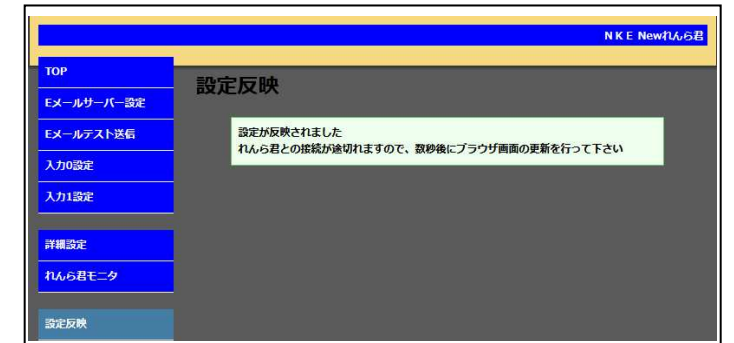 NKE Newれんら君
TOP
Eメールサーバー設定
Eメールテスト送信
入力0設定
入力1設定
詳細設定
れんら君モニタ
設定反映
設定反映
設定が反映されました
れんら君との接続が途切れますので、数秒後にブラウザ画面の更新を行って下さい